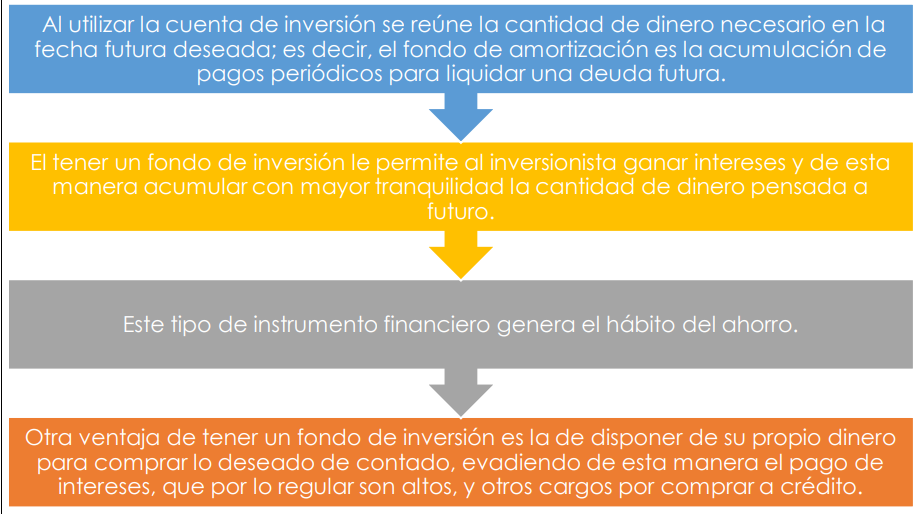 Al utilizar la cuenta de inversión se reúne la cantidad de dinero necesario en la
fecha futura deseada; es decir, el fondo de amortización es la acumulación de
pagos periódicos para liquidar una deuda futura.
El tener un fondo de inversión le permite al inversionista ganar intereses y de esta
manera acumular con mayor tranquilidad la cantidad de dinero pensada a
futuro.
Este tipo de instrumento financiero genera el hábito del ahorro.
Otra ventaja de tener un fondo de inversión es la de disponer de su propio dinero
para comprar lo deseado de contado, evadiendo de esta manera el pago de
intereses, que por lo regular son altos, y otros cargos por comprar a crédito.